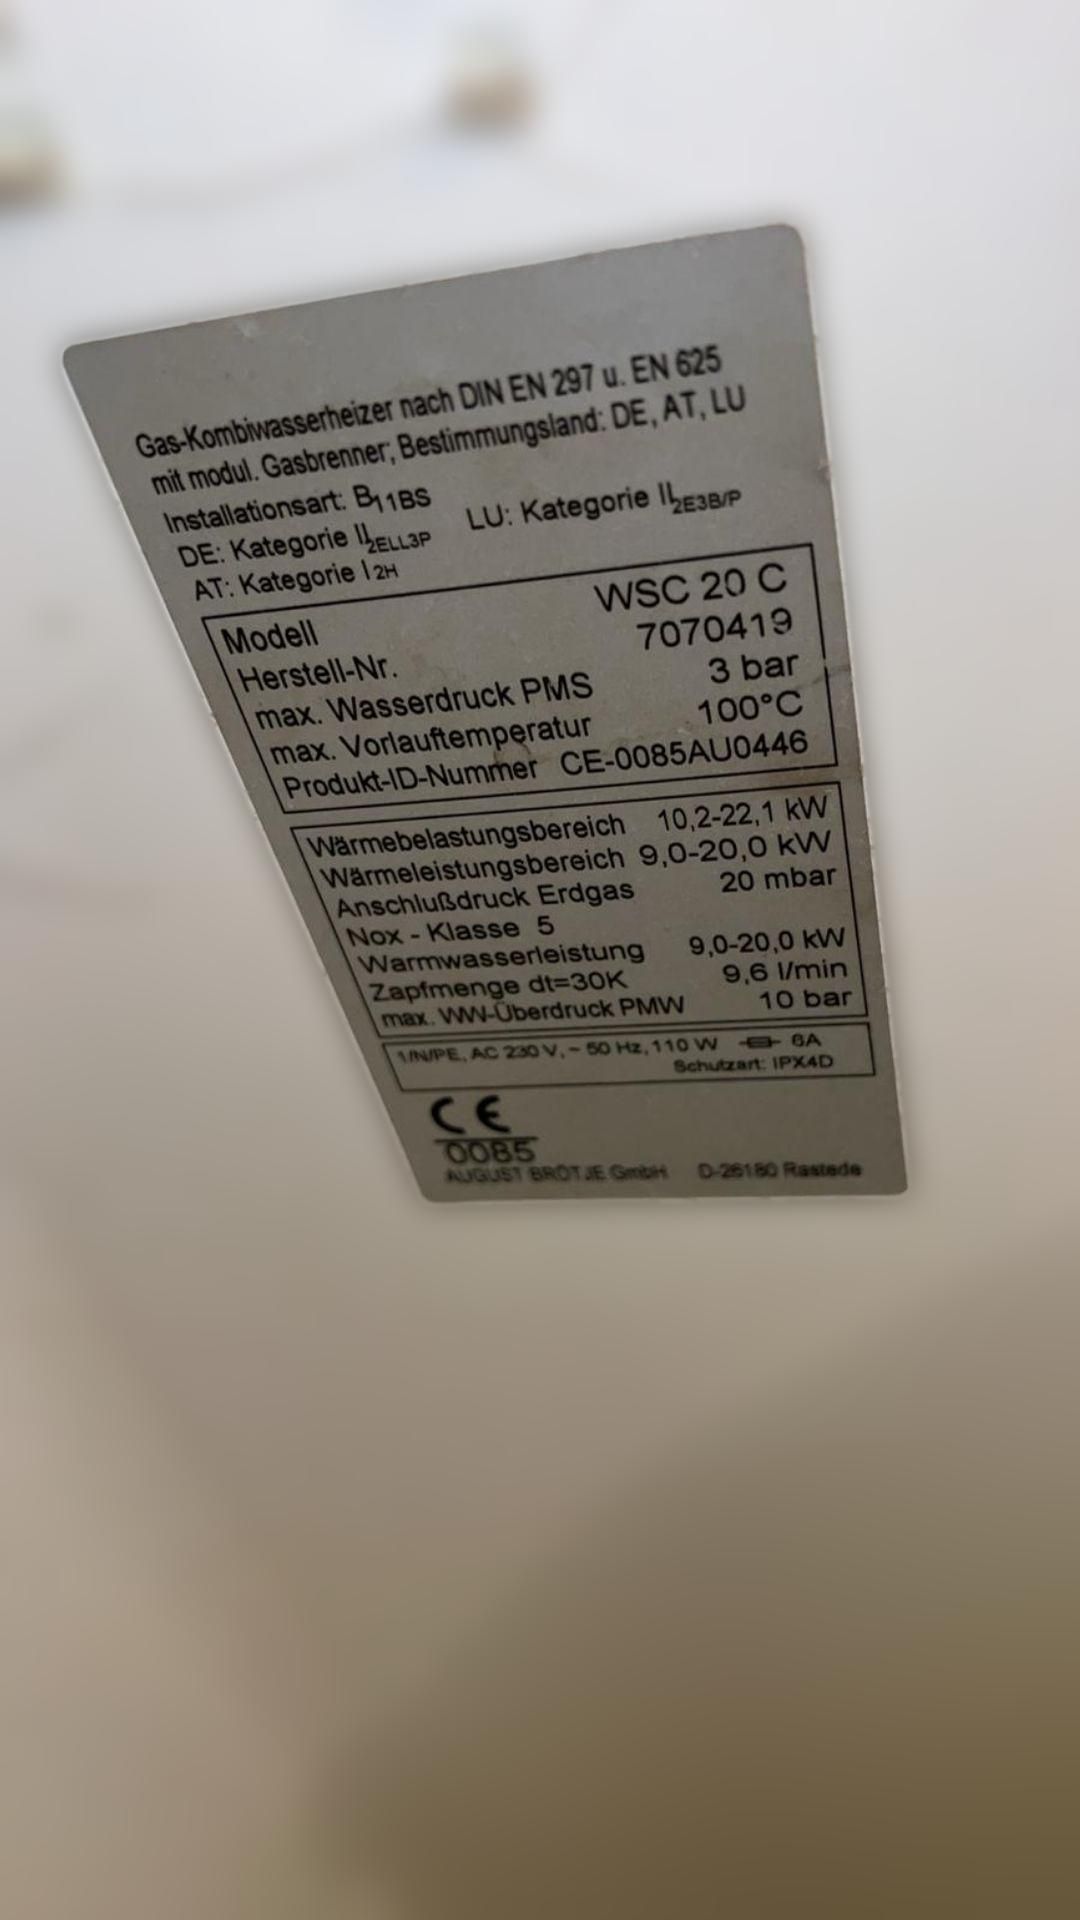 Gas-Kombiwasserheizer nach DIN EN 297 u. EN 625
mit modul. Gasbrenner; Bestimmungsland: DE, AT, LU
Installationsart: B11BS
DE: Kategorie II2ELL3P LU: Kategorie II2E3B/P
AT: Kategorie I 2H
Modell WSC 20 C
Herstell-Nr. 7070419
max. Wasserdruck PMS 3 bar
max. Vorlauftemperatur 100°C
Produkt-ID-Nummer CE-0085AU0446
Wärmebelastungsbereich 10,2-22,1 kW
Wärmeleistungsbereich 9,0-20,0 kW
Anschlußdruck Erdgas 20 mbar
Nox - Klasse 5
Warmwasserleistung 9,0-20,0 kW
Zapfmenge dt=30K 9,6 l/min
max. WW-Überdruck PMW 10 bar
1/N/PE, AC 230 V, ~ 50 Hz, 110 W 6A
Schutzart: IPX4D
CE
0085
AUGUST BRÖTJE GmbH D-26180 Rastede